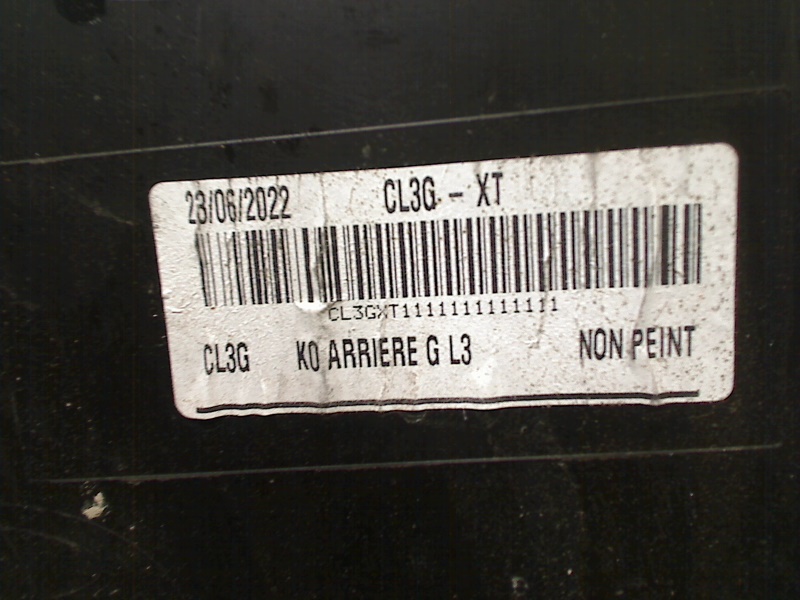 23/06/2022 CL3G - XT
CL3GXT1111111111111
CL3G K0 ARRIERE G L3 NON PEINT